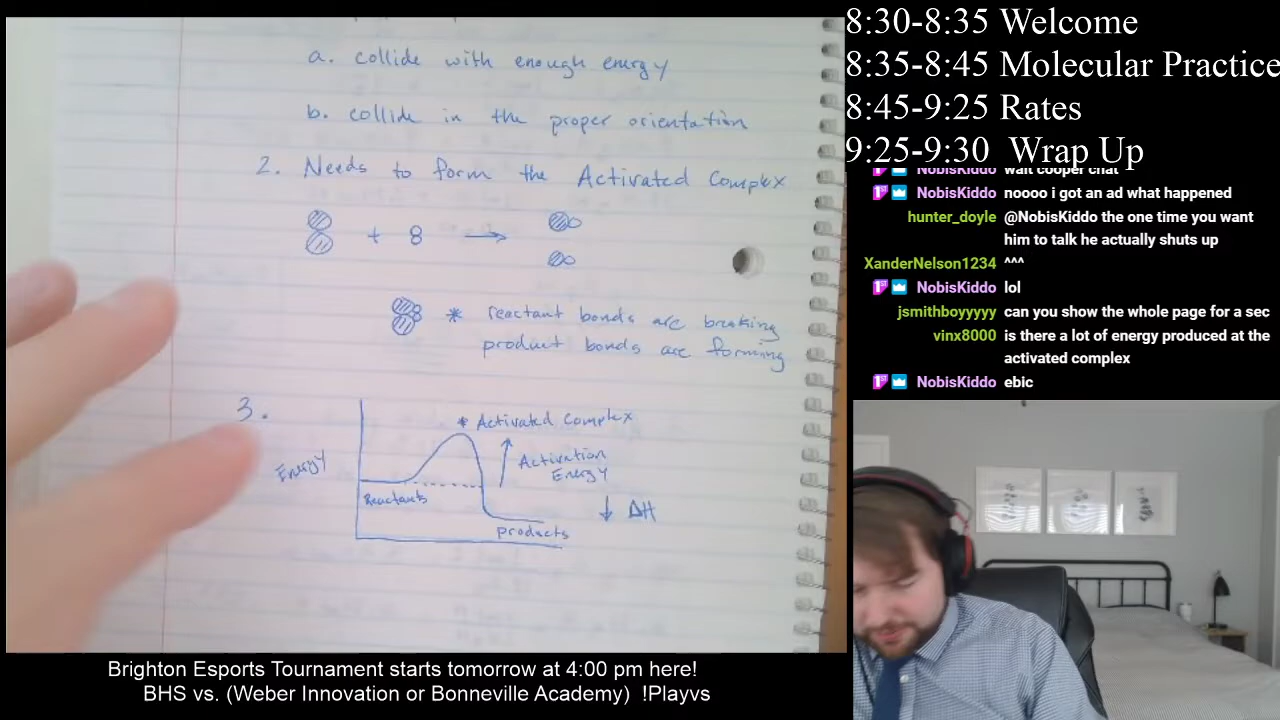 a. collide with enough energy
b. collide in the proper orientation
2. Needs to form the Activated Complex
+ 8 →
* reactant bonds are breaking
product bonds are forming
3.
* Activated Complex
Energy
Activation
Energy
Reactants
↓ ΔH
products
8:30-8:35 Welcome
8:35-8:45 Molecular Practice
8:45-9:25 Rates
9:25-9:30 Wrap Up
NobisKiddo wait cooper chat
NobisKiddo noooo i got an ad what happened
hunter_doyle @NobisKiddo the one time you want
him to talk he actually shuts up
XanderNelson1234 ^^^
NobisKiddo lol
jsmithboyyyyy can you show the whole page for a sec
vinx8000 is there a lot of energy produced at the
activated complex
NobisKiddo ebic
Brighton Esports Tournament starts tomorrow at 4:00 pm here!
BHS vs. (Weber Innovation or Bonneville Academy) !Playvs